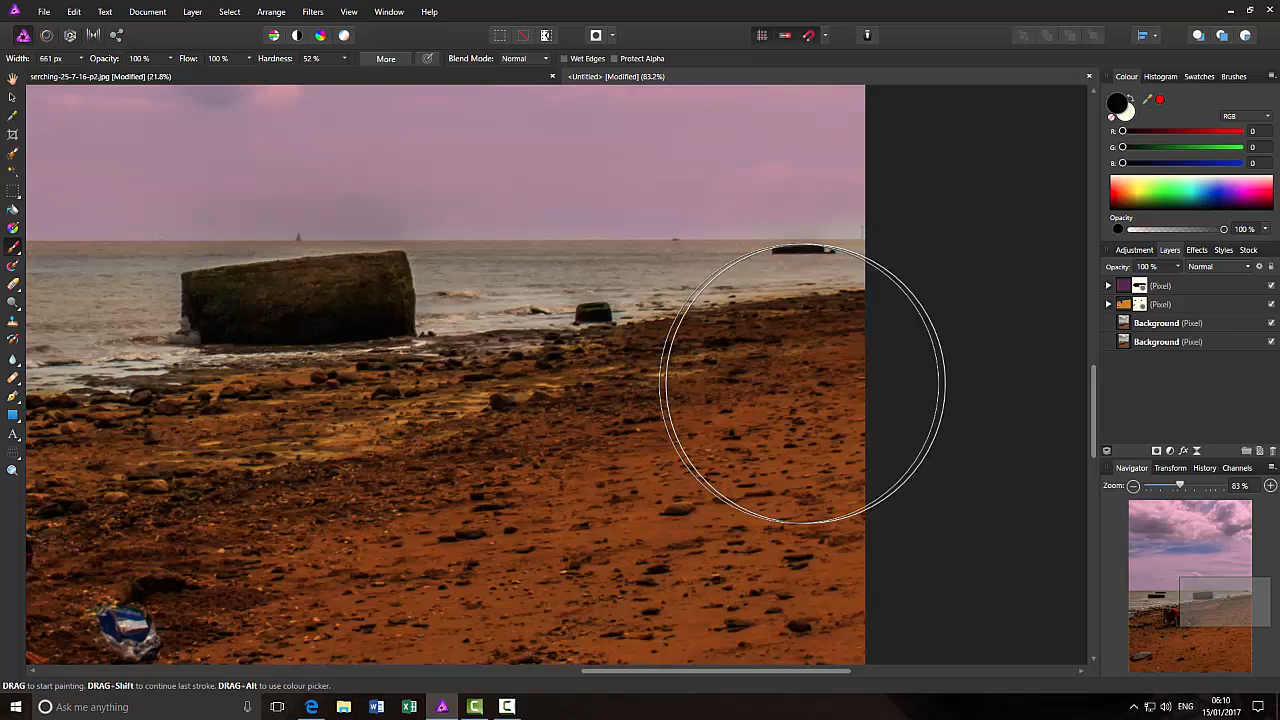 File Edit Text Document Layer Select Arrange Filters View Window Help
Width: 661 px Opacity: 100 % Flow: 100 % Hardness: 52 % More Blend Mode: Normal Wet Edges Protect Alpha
serching-25-7-16-p2.jpg [Modified] (21.8%)
<Untitled> [Modified] (83.2%)
Colour Histogram Swatches Brushes
RGB
R: 0
G: 0
B: 0
Opacity
100 %
Adjustment Layers Effects Styles Stock
Opacity: 100 % Normal
(Pixel)
(Pixel)
Background (Pixel)
Background (Pixel)
Navigator Transform History Channels
Zoom: 83 %
DRAG to start painting. DRAG+Shift to continue last stroke. DRAG+Alt to use colour picker.
Ask me anything
ENG
06:10
15/01/2017